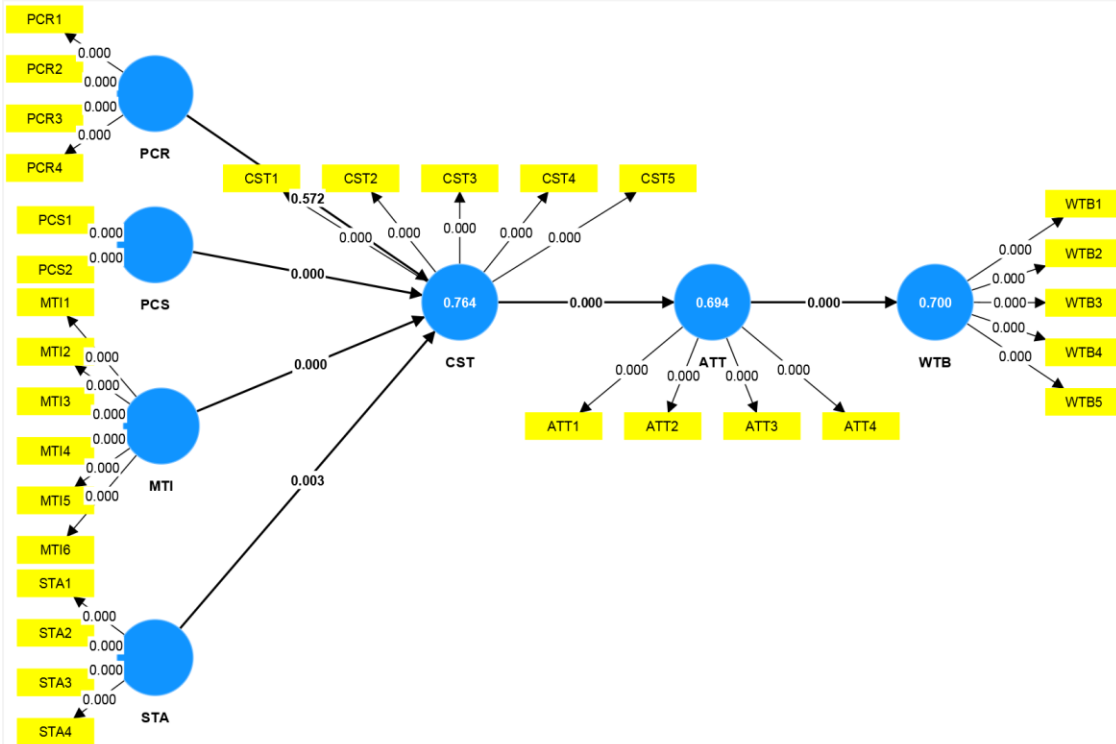 PCR1
0.000
PCR2
0.000
0.000
PCR3
0.000
PCR4
PCR
CST1
CST2
CST3
CST4
CST5
0.572
0.000
0.000
0.000
0.000
0.000
PCS1
0.000
0.000
PCS2
PCS
0.000
MTI1
0.000
MTI2
0.000
MTI3
0.000
0.000
MTI4
0.000
MTI5
0.000
MTI6
MTI
0.000
0.764
CST
0.000
0.694
ATT
0.000
0.700
WTB
0.000
0.000
0.000
0.000
ATT1
ATT2
ATT3
ATT4
WTB1
0.000
WTB2
0.000
WTB3
0.000
WTB4
0.000
0.000
WTB5
0.003
STA1
0.000
STA2
0.000
0.000
STA3
0.000
STA4
STA